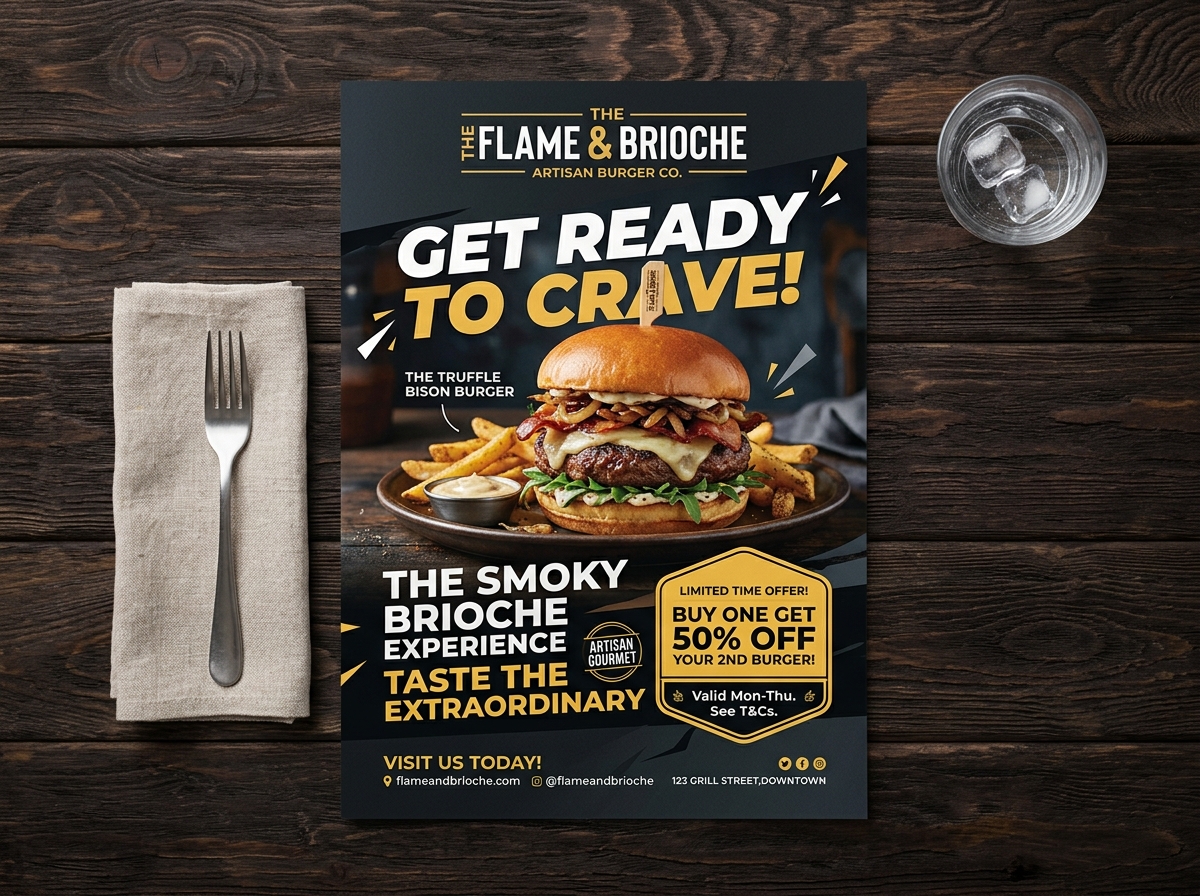 THE
THE FLAME & BRIOCHE
ARTISAN BURGER CO.
GET READY
TO CRAVE!
THE TRUFFLE
BISON BURGER
THE SMOKY
BRIOCHE
EXPERIENCE
TASTE THE
EXTRAORDINARY
ARTISAN
GOURMET
LIMITED TIME OFFER!
BUY ONE GET
50% OFF
YOUR 2ND BURGER!
Valid Mon-Thu.
See T&Cs.
VISIT US TODAY!
flameandbrloche.com @flameandbrioche
123 GRILL STREET,DOWNTOWN